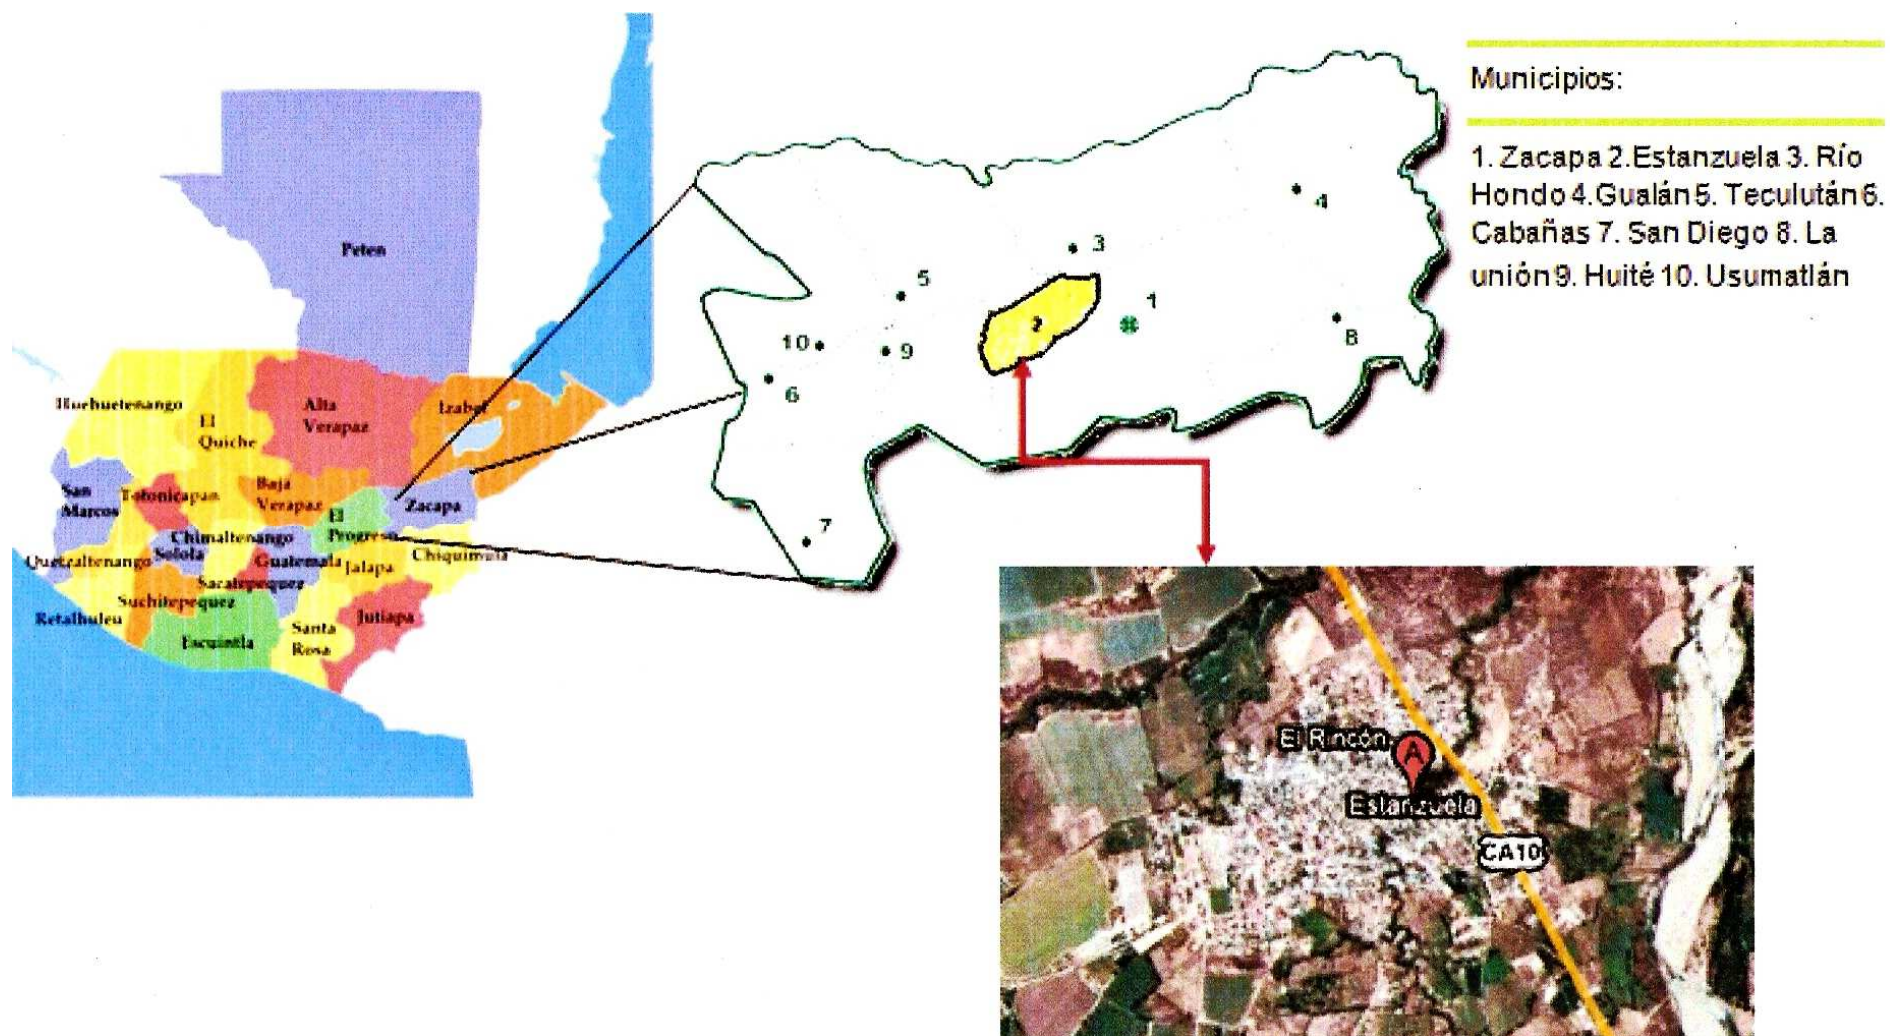 Municipios:
1. Zacapa 2.Estanzuela 3. Río
Hondo 4.Gualán 5. Teculután 6.
Cabañas 7. San Diego 8. La
unión 9. Huité 10. Usumatlán
Peten
Huehuetenango
El
Quiche
Alta
Verapaz
Izabal
San
Marcos
Totonicapan
Baja
Verapaz
El
Progreso
Zacapa
Chimaltenango
Quetzaltenango
Solola
Guatemala
Jalapa
Chiquimula
Sacatepequez
Suchitepequez
Retalhuleu
Escuintla
Santa
Rosa
Jutiapa
4
3
5
1
2
10
9
8
6
7
El Rincón
A
Estanzuela
CA10